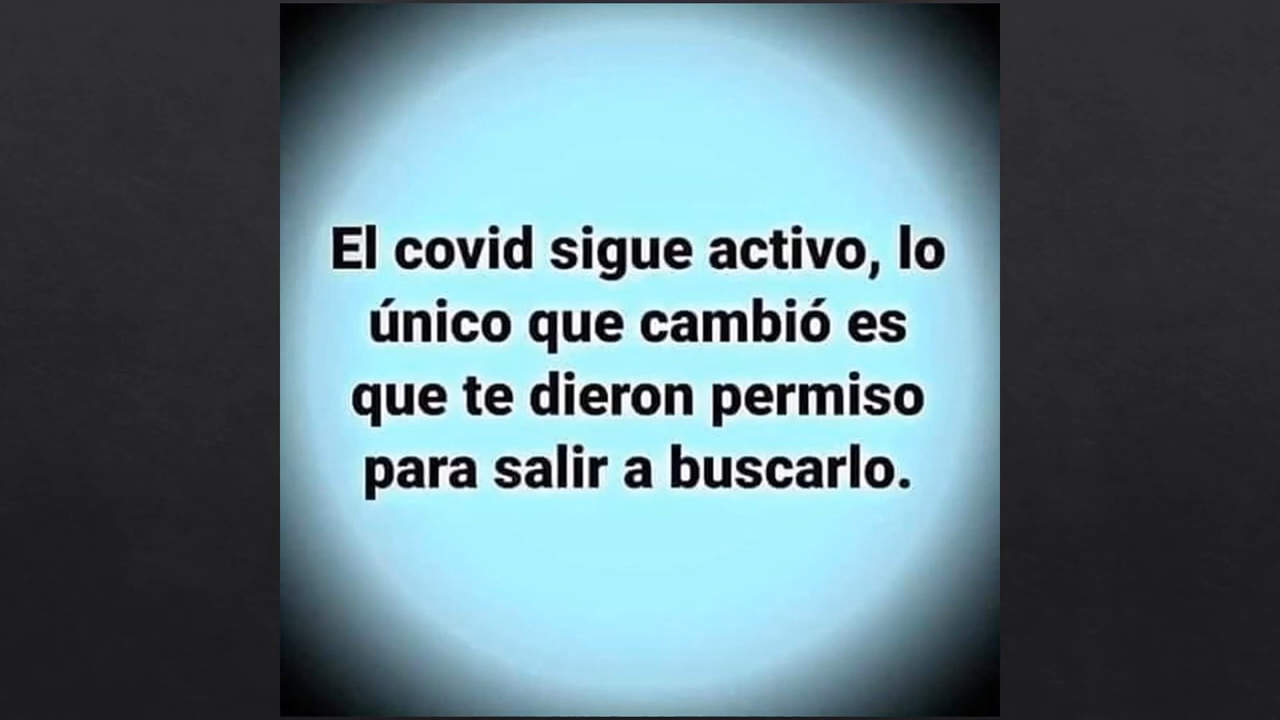 El covid sigue activo, lo
único que cambió es
que te dieron permiso
para salir a buscarlo.